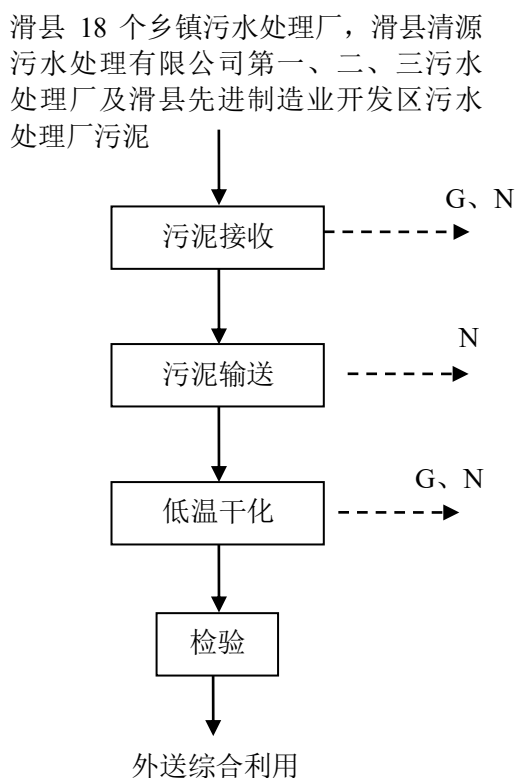 滑县 18 个乡镇污水处理厂，滑县清源
污水处理有限公司第一、二、三污水
处理厂及滑县先进制造业开发区污水
处理厂污泥
G、N
污泥接收
N
污泥输送
G、N
低温干化
检验
外送综合利用